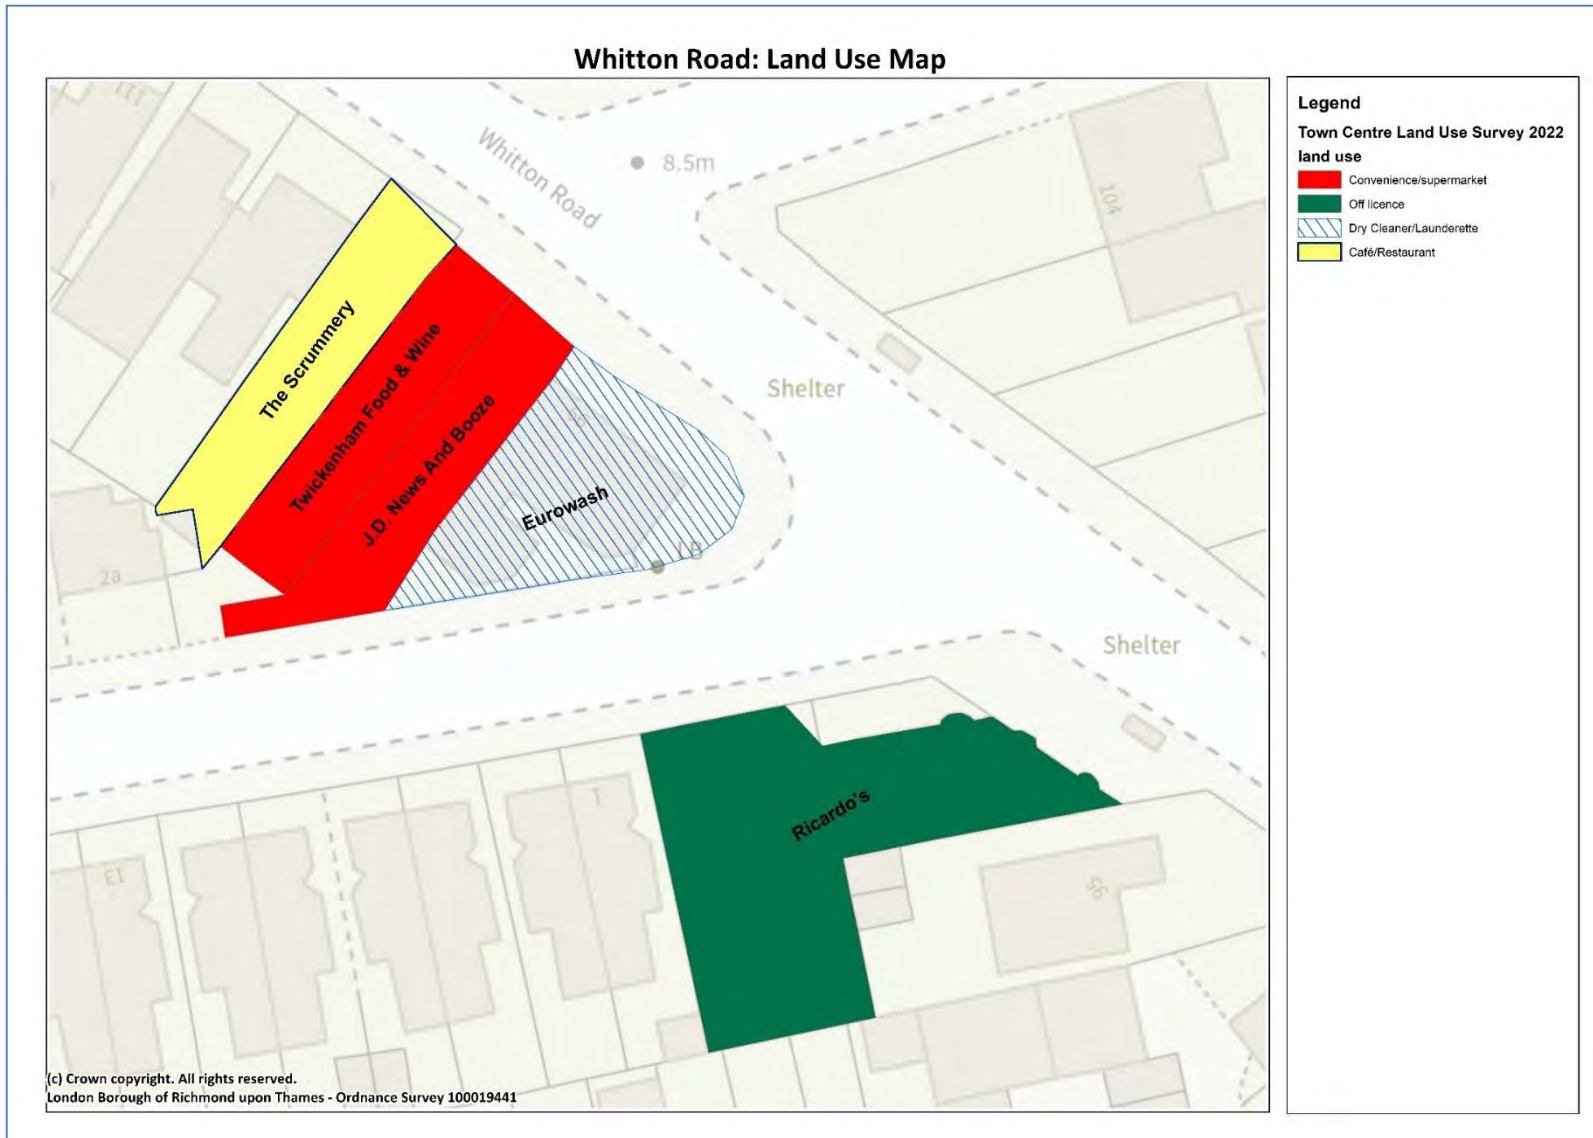 Whitton Road: Land Use Map
111
Whitton Road
8.5m
104
Shelter
The Scrummery
Twickenham Food & Wine
J.D. News And Booze
Eurowash
LB
2a
Shelter
Ricardo's
1
13
(c) Crown copyright. All rights reserved.
London Borough of Richmond upon Thames - Ordnance Survey 100019441
Legend
Town Centre Land Use Survey 2022
land use
Convenience/supermarket
Off licence
Dry Cleaner/Launderette
Café/Restaurant